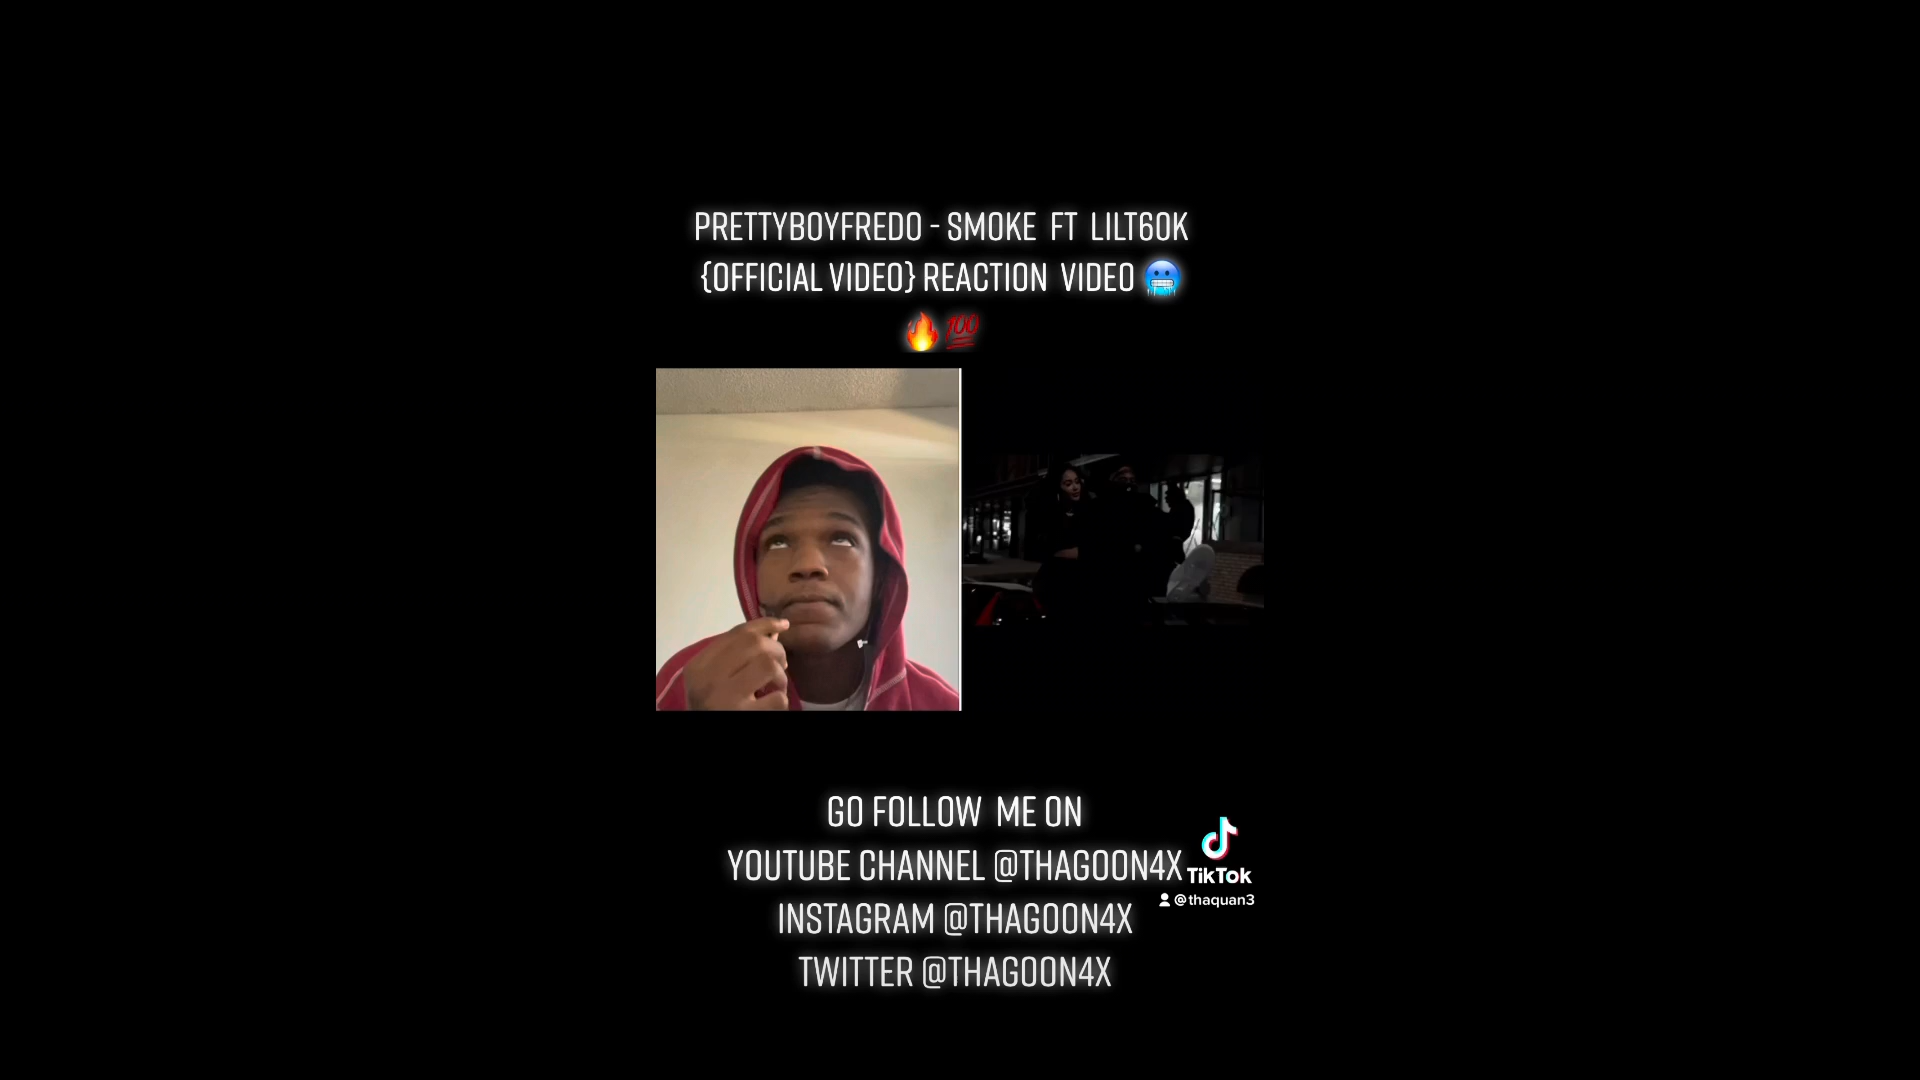 PRETTYBOYFREDO - SMOKE FT LILT60K
{OFFICIAL VIDEO} REACTION VIDEO 🥶
🔥💯
GO FOLLOW ME ON
YOUTUBE CHANNEL @THAGOON4X
INSTAGRAM @THAGOON4X
TWITTER @THAGOON4X
TikTok
@thaquan3